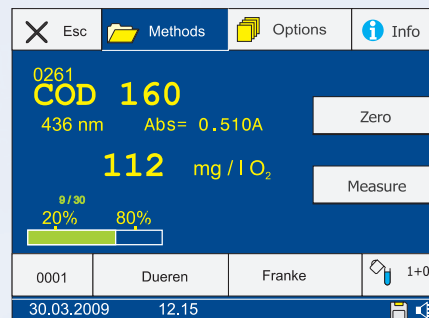 Esc Methods Options Info
0261
COD 160
436 nm Abs= 0.510A
Zero
112 mg / l O₂
Measure
9 / 30
20% 80%
0001 Dueren Franke 1+0
30.03.2009 12.15